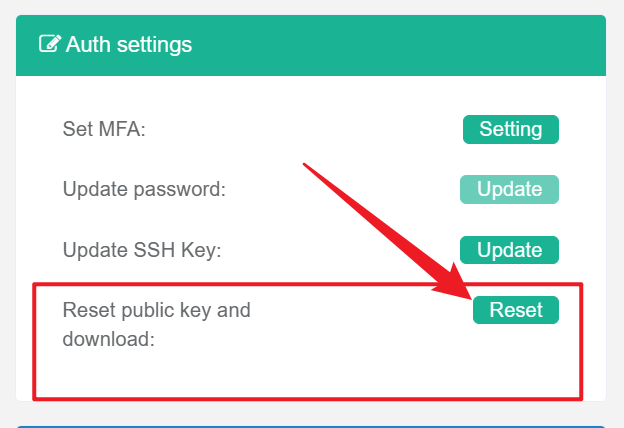 Auth settings
Set MFA: Setting
Update password: Update
Update SSH Key: Update
Reset public key and Reset
download: